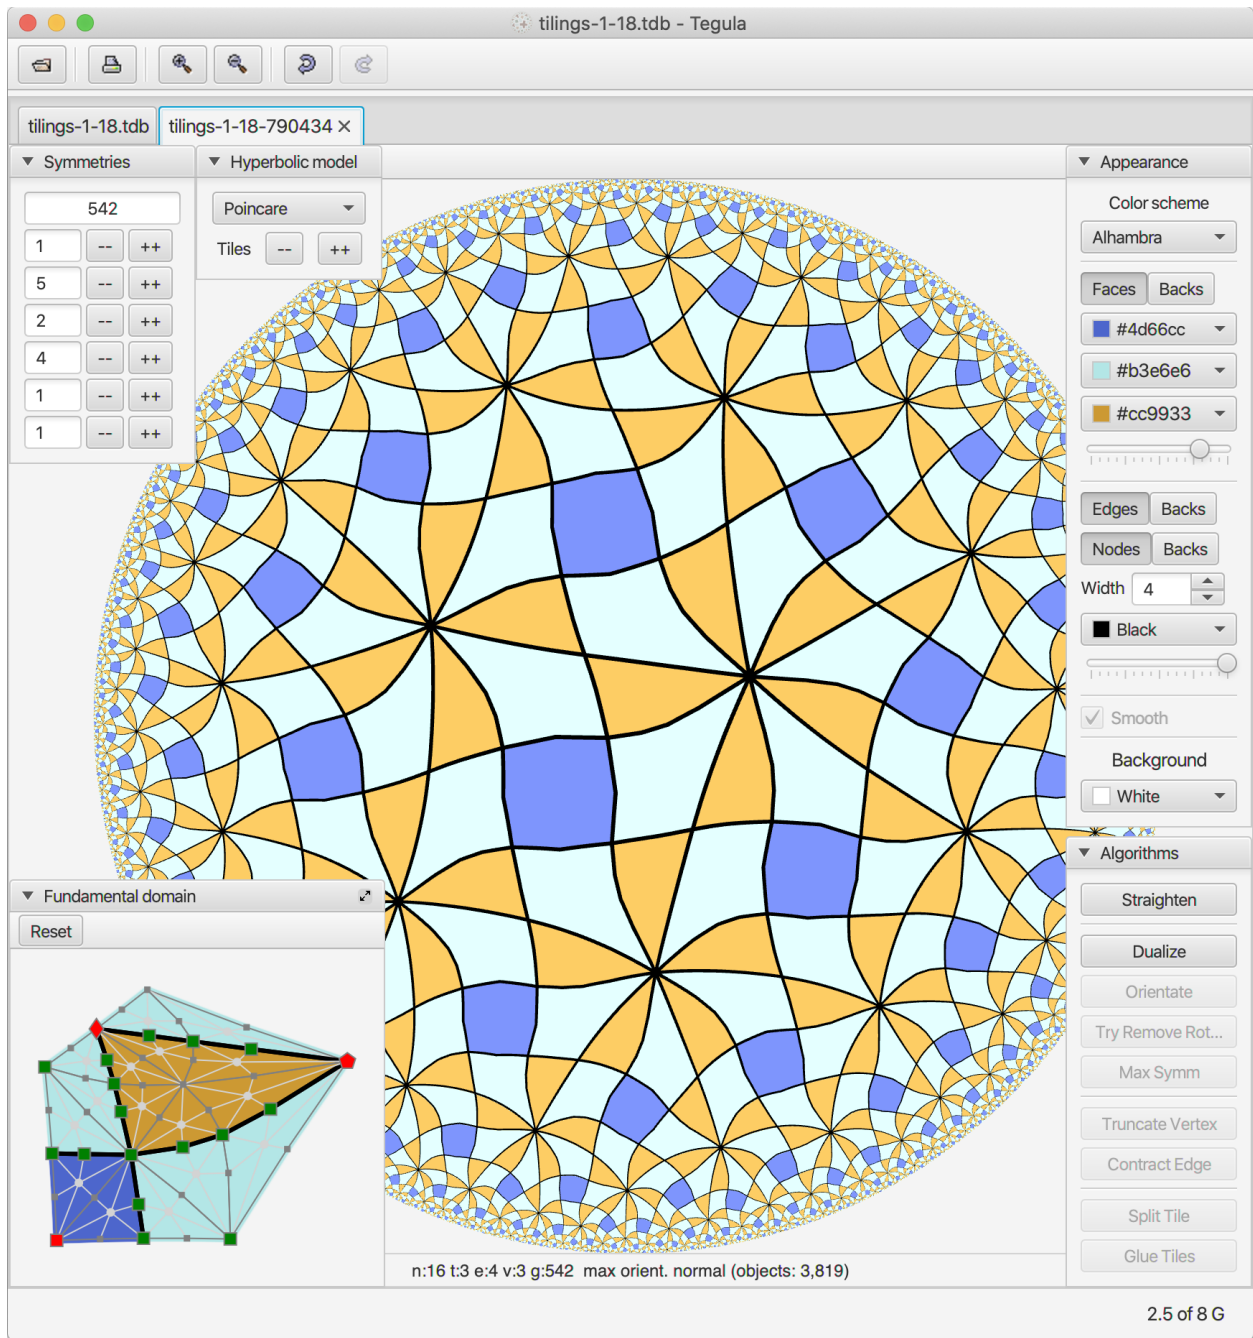 tilings-1-18.tdb - Tegula
tilings-1-18.tdb
tilings-1-18-790434
Symmetries
542
1 -- ++
5 -- ++
2 -- ++
4 -- ++
1 -- ++
1 -- ++
Hyperbolic model
Poincare
Tiles -- ++
Appearance
Color scheme
Alhambra
Faces Backs
#4d66cc
#b3e6e6
#cc9933
Edges Backs
Nodes Backs
Width 4
Black
Smooth
Background
White
Algorithms
Straighten
Dualize
Orientate
Try Remove Rot...
Max Symm
Truncate Vertex
Contract Edge
Split Tile
Glue Tiles
Fundamental domain
Reset
n:16 t:3 e:4 v:3 g:542 max orient. normal (objects: 3,819)
2.5 of 8 G